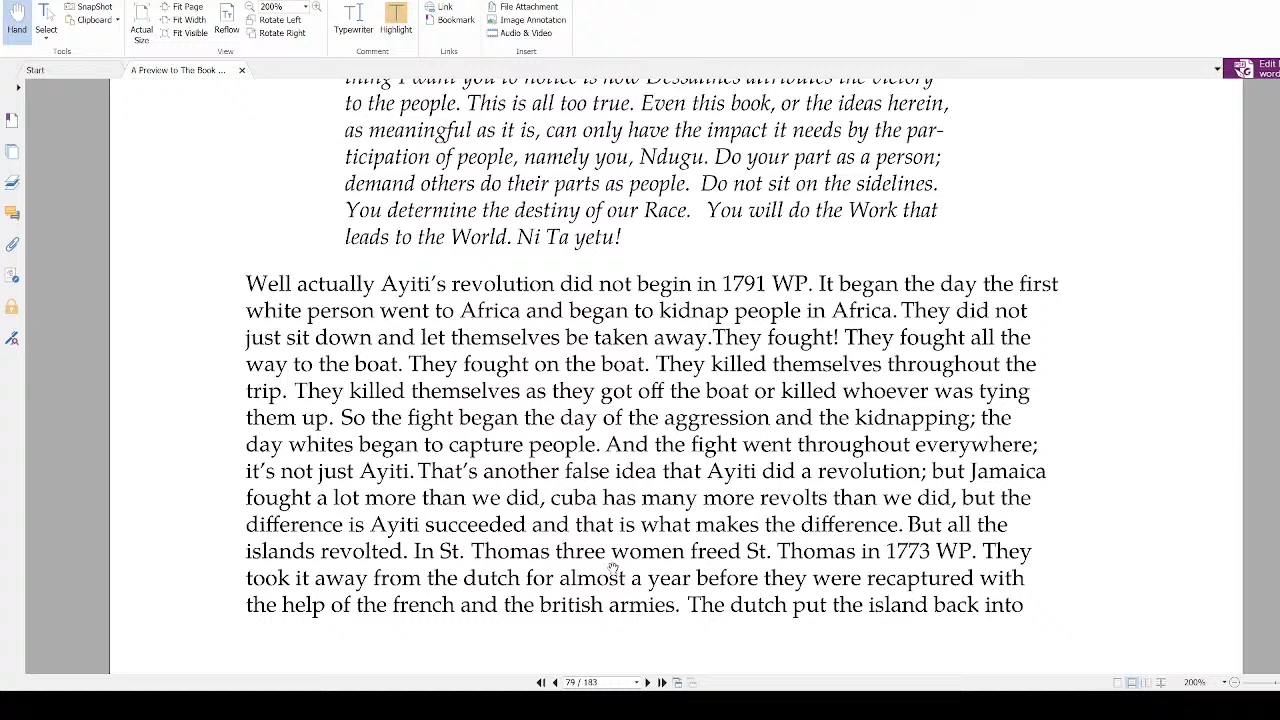 Hand
Select
SnapShot
Clipboard
Tools
Actual
Size
Fit Page
Fit Width
Fit Visible
Reflow
200%
Rotate Left
Rotate Right
View
Typewriter
Highlight
Comment
Link
Bookmark
Links
File Attachment
Image Annotation
Audio & Video
Insert
Start
A Preview to The Book ...
Edit
word
thing I want you to notice is how Dessalines attributes the victory
to the people. This is all too true. Even this book, or the ideas herein,
as meaningful as it is, can only have the impact it needs by the par-
ticipation of people, namely you, Ndugu. Do your part as a person;
demand others do their parts as people. Do not sit on the sidelines.
You determine the destiny of our Race. You will do the Work that
leads to the World. Ni Ta yetu!
Well actually Ayiti's revolution did not begin in 1791 WP. It began the day the first
white person went to Africa and began to kidnap people in Africa. They did not
just sit down and let themselves be taken away.They fought! They fought all the
way to the boat. They fought on the boat. They killed themselves throughout the
trip. They killed themselves as they got off the boat or killed whoever was tying
them up. So the fight began the day of the aggression and the kidnapping; the
day whites began to capture people. And the fight went throughout everywhere;
it's not just Ayiti. That's another false idea that Ayiti did a revolution; but Jamaica
fought a lot more than we did, cuba has many more revolts than we did, but the
difference is Ayiti succeeded and that is what makes the difference. But all the
islands revolted. In St. Thomas three women freed St. Thomas in 1773 WP. They
took it away from the dutch for almost a year before they were recaptured with
the help of the french and the british armies. The dutch put the island back into
79 / 183
200%